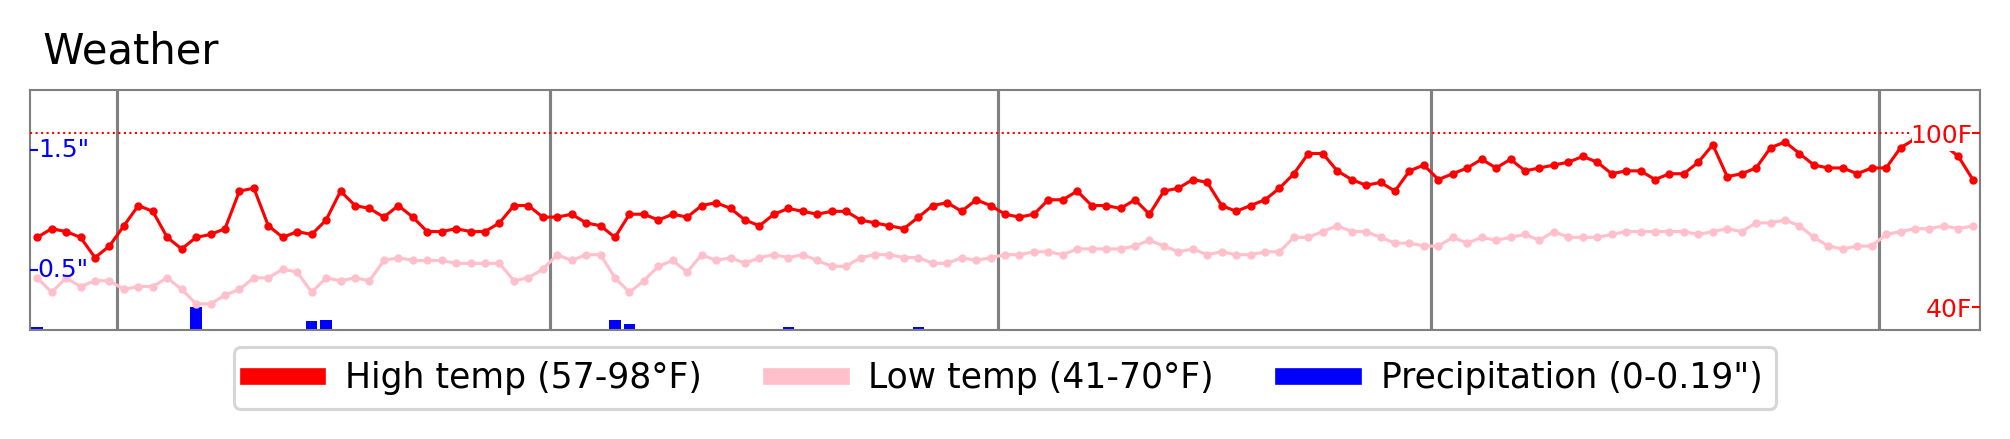 Weather
1.5"
100F
0.5"
40F
High temp (57-98°F) Low temp (41-70°F) Precipitation (0-0.19")